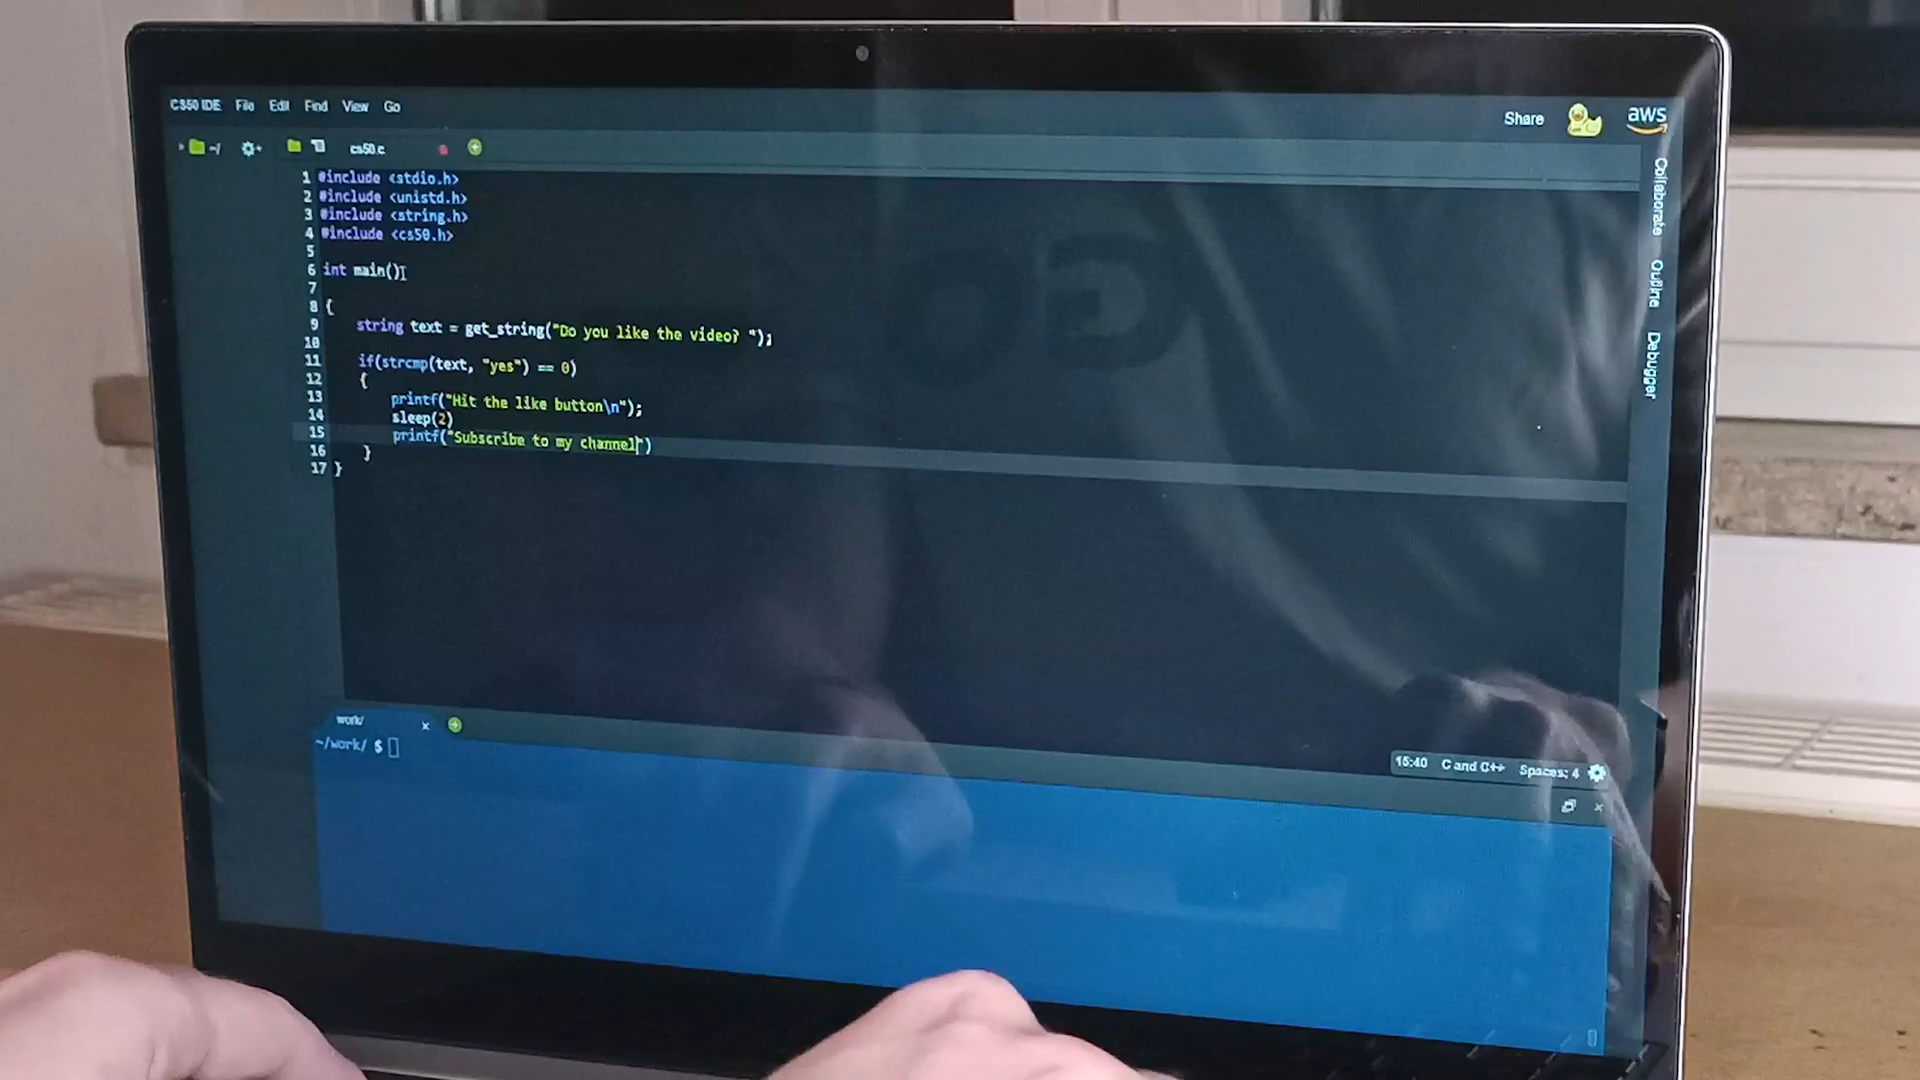 CS50 IDE File Edit Find View Go
Share aws
~/ cs50.c
1 #include <stdio.h>
2 #include <unistd.h>
3 #include <string.h>
4 #include <cs50.h>
5
6 int main()
7
8 {
9 string text = get_string("Do you like the video? ");
10
11 if(strcmp(text, "yes") == 0)
12 {
13 printf("Hit the like button\n");
14 sleep(2)
15 printf("Subscribe to my channel")
16 }
17 }
Collaborate
Outline
Debugger
15:40 C and C++ Spaces: 4
work/
~/work/ $